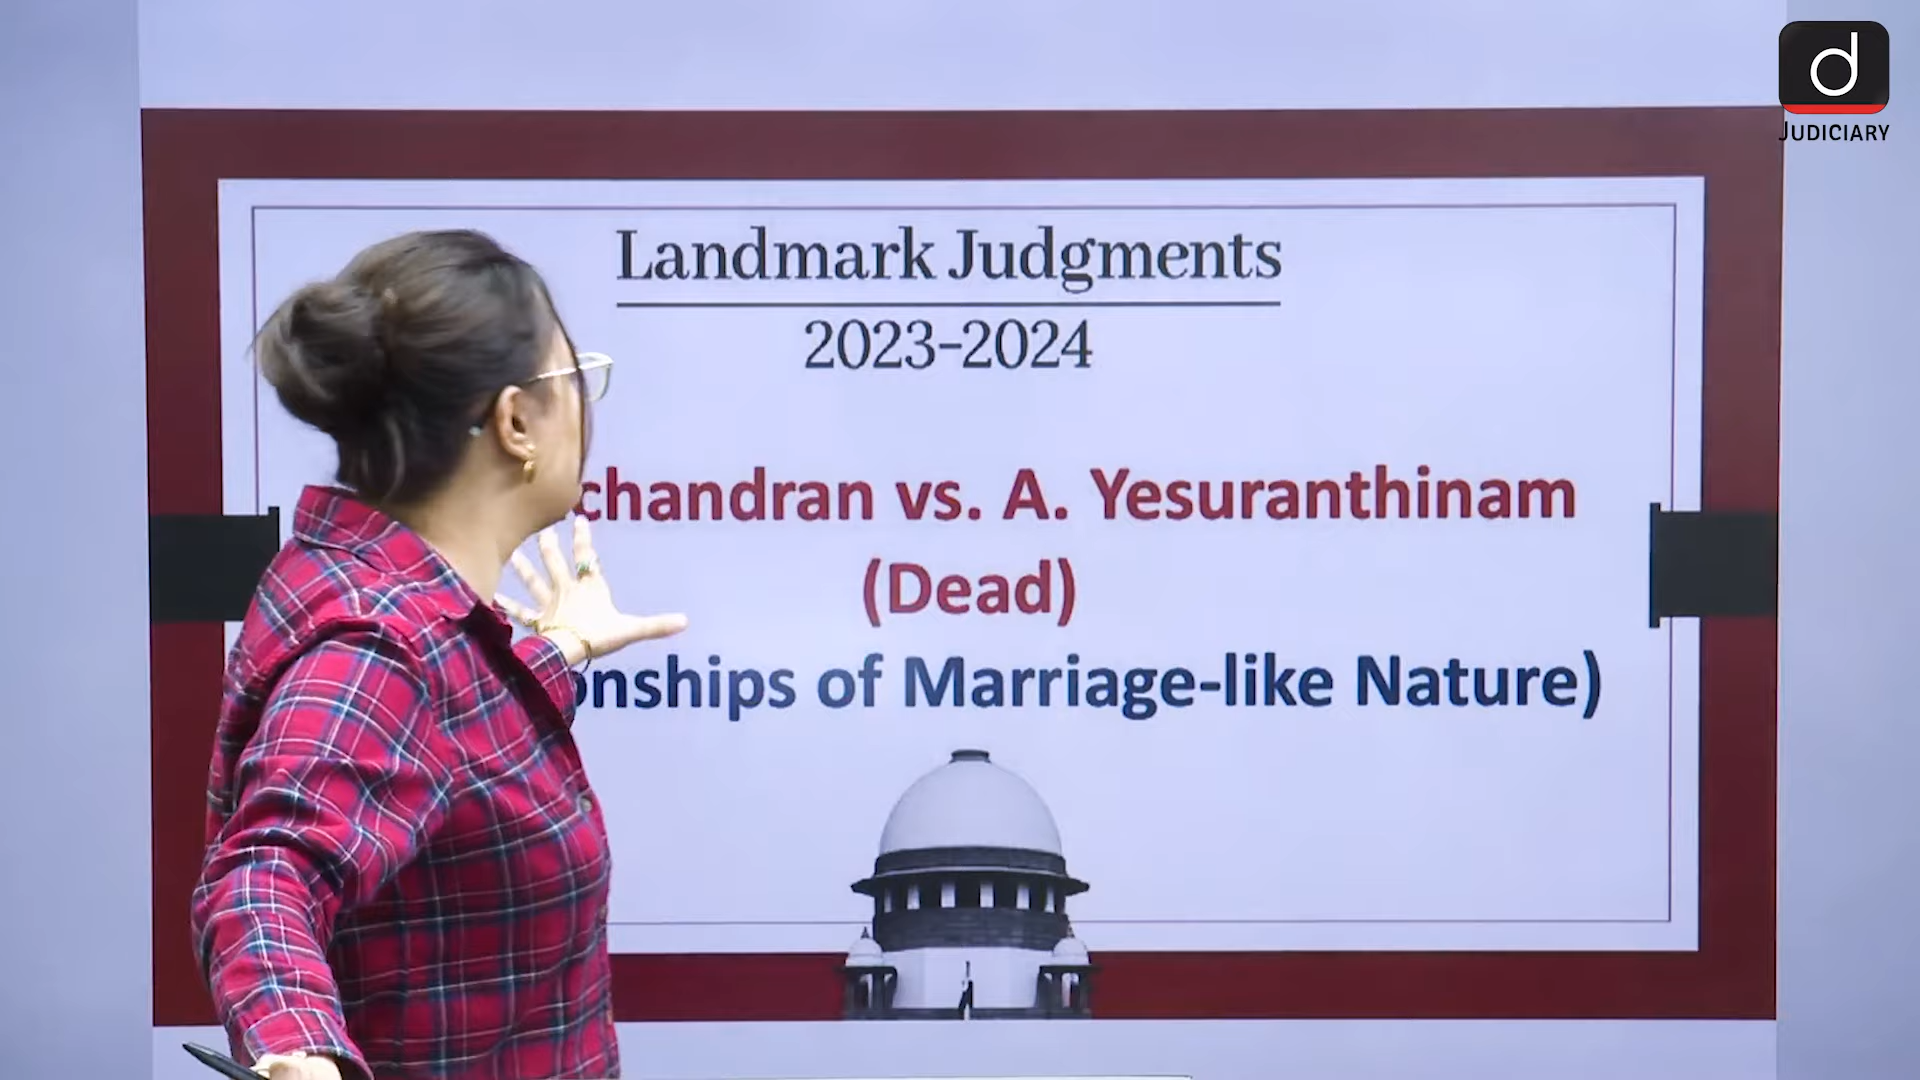 JUDICIARY
Landmark Judgments
2023-2024
chandran vs. A. Yesuranthinam
(Dead)
onships of Marriage-like Nature)